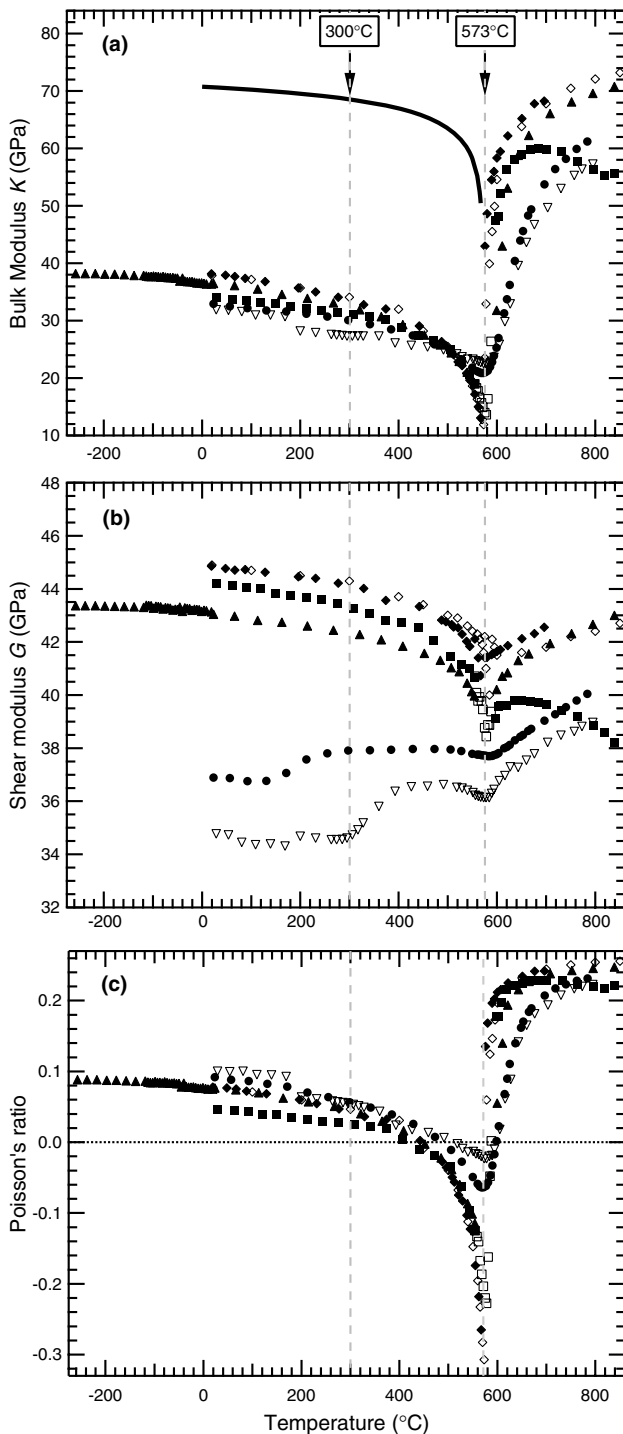 300°C 573°C
80
(a)
70
60
50
40
30
20
10
Bulk Modulus K (GPa)
-200 0 200 400 600 800
48
(b)
46
44
42
40
38
36
34
32
Shear modulus G (GPa)
-200 0 200 400 600 800
(c)
0.2
0.1
0.0
-0.1
-0.2
-0.3
Poisson's ratio
-200 0 200 400 600 800
Temperature (°C)